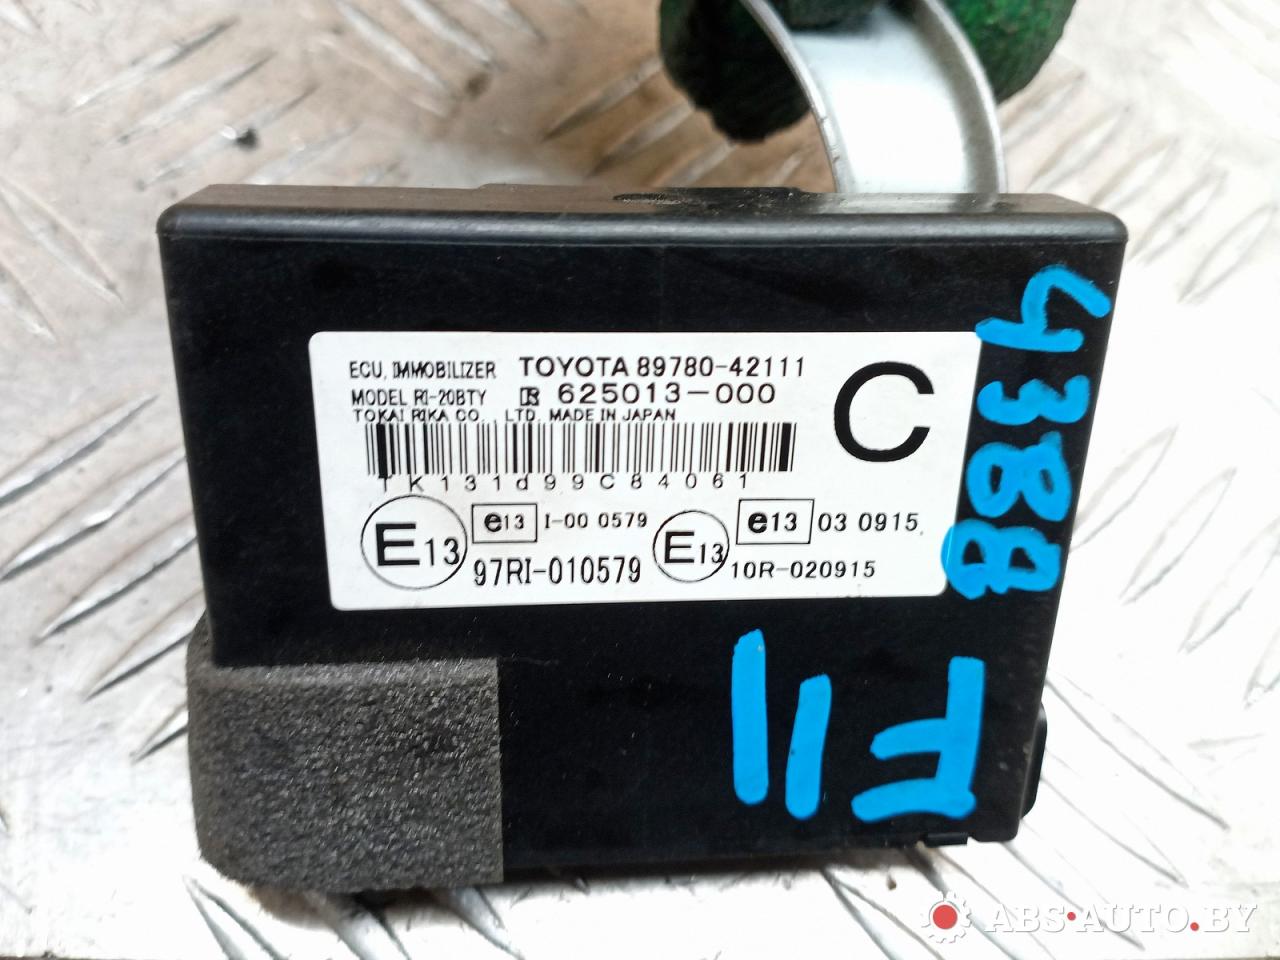 ECU, IMMOBILIZER TOYOTA 89780-42111
MODEL RI-20BTY 625013-000
TOKAI RIKA CO., LTD. MADE IN JAPAN
C
TK131d99C84061
E13 e13 I-00 0579 E13 e13 03 0915
97RI-010579 10R-020915
4388
F11
ABS-AUTO.BY